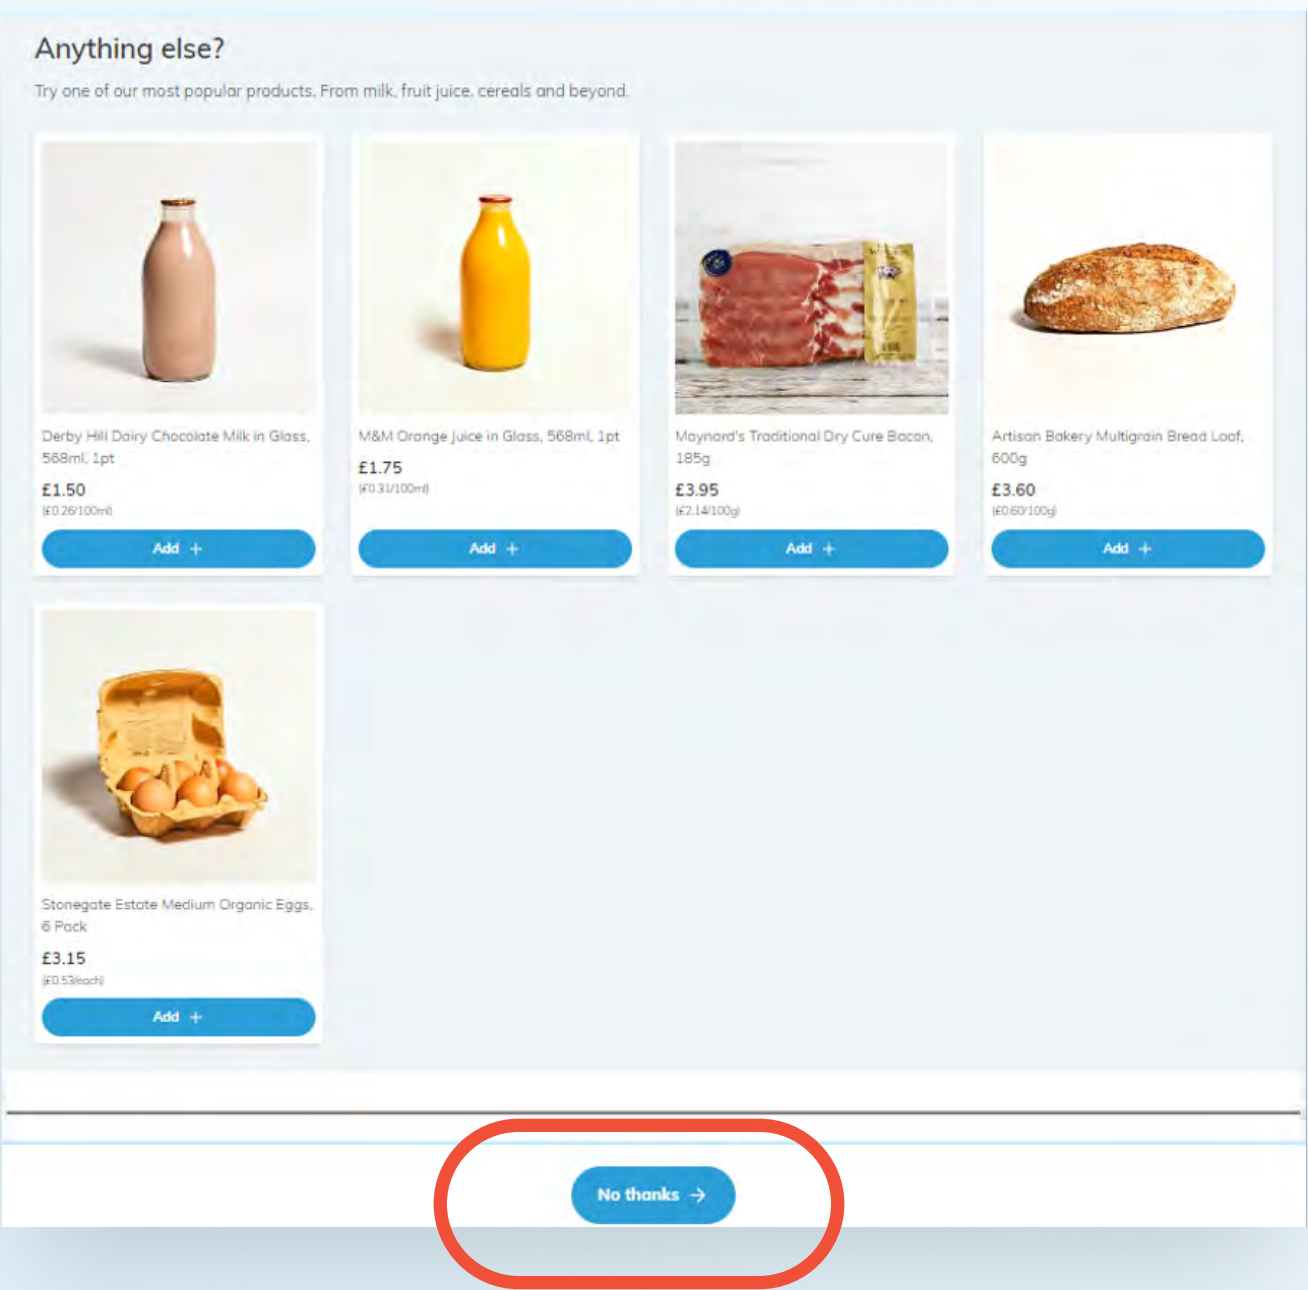 Anything else?
Try one of our most popular products. From milk, fruit juice, cereals and beyond.
Derby Hill Dairy Chocolate Milk in Glass,
568ml, 1pt
£1.50
(£0.26/100ml)
Add +
M&M Orange Juice in Glass, 568ml, 1pt
£1.75
(£0.31/100ml)
Add +
Maynard's Traditional Dry Cure Bacon,
185g
£3.95
(£2.14/100g)
Add +
Artisan Bakery Multigrain Bread Loaf,
600g
£3.60
(£0.60/100g)
Add +
Stonegate Estate Medium Organic Eggs,
6 Pack
£3.15
(£0.53/each)
Add +
No thanks →